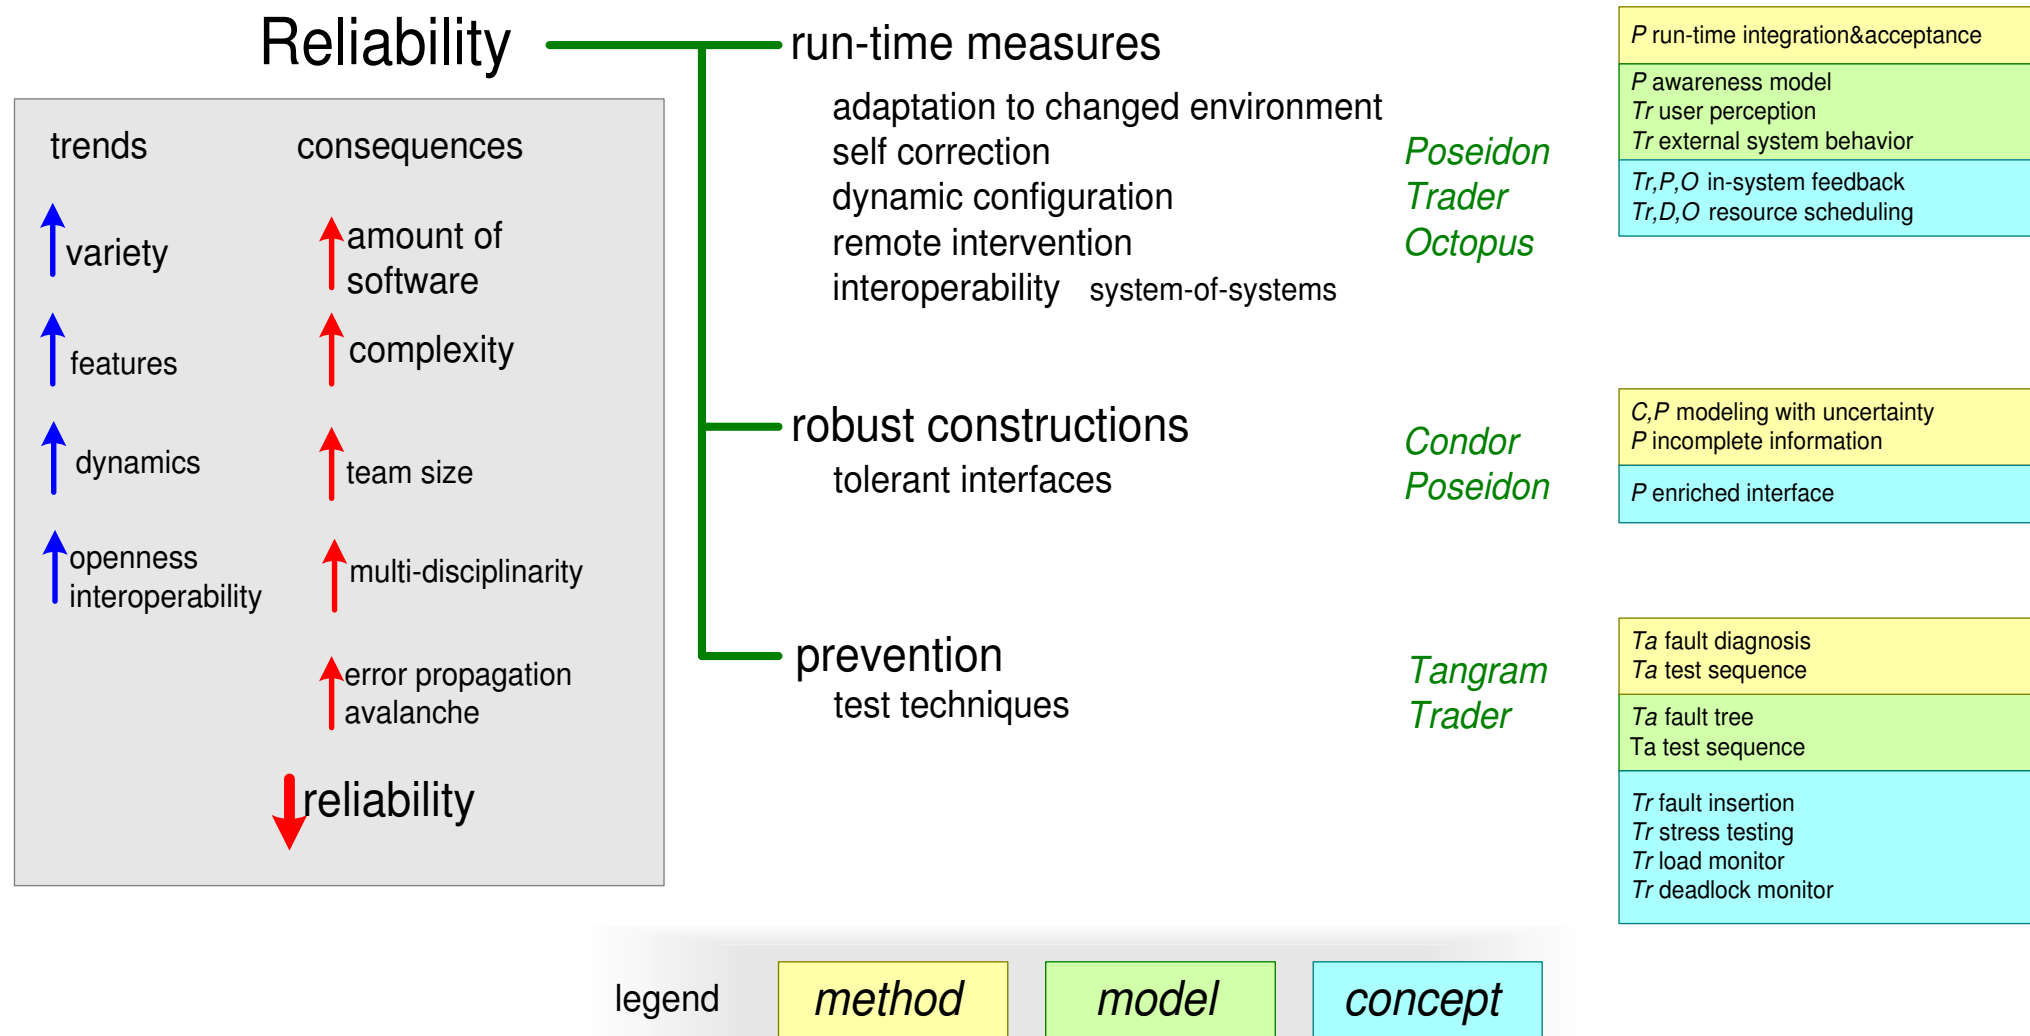 Reliability
trends
consequences
variety
features
dynamics
openness
interoperability
amount of
software
complexity
team size
multi-disciplinarity
error propagation
avalanche
reliability
run-time measures
adaptation to changed environment
self correction
dynamic configuration
remote intervention
interoperability system-of-systems
Poseidon
Trader
Octopus
P run-time integration&acceptance
P awareness model
Tr user perception
Tr external system behavior
Tr,P,O in-system feedback
Tr,D,O resource scheduling
robust constructions
tolerant interfaces
Condor
Poseidon
C,P modeling with uncertainty
P incomplete information
P enriched interface
prevention
test techniques
Tangram
Trader
Ta fault diagnosis
Ta test sequence
Ta fault tree
Ta test sequence
Tr fault insertion
Tr stress testing
Tr load monitor
Tr deadlock monitor
legend
method
model
concept